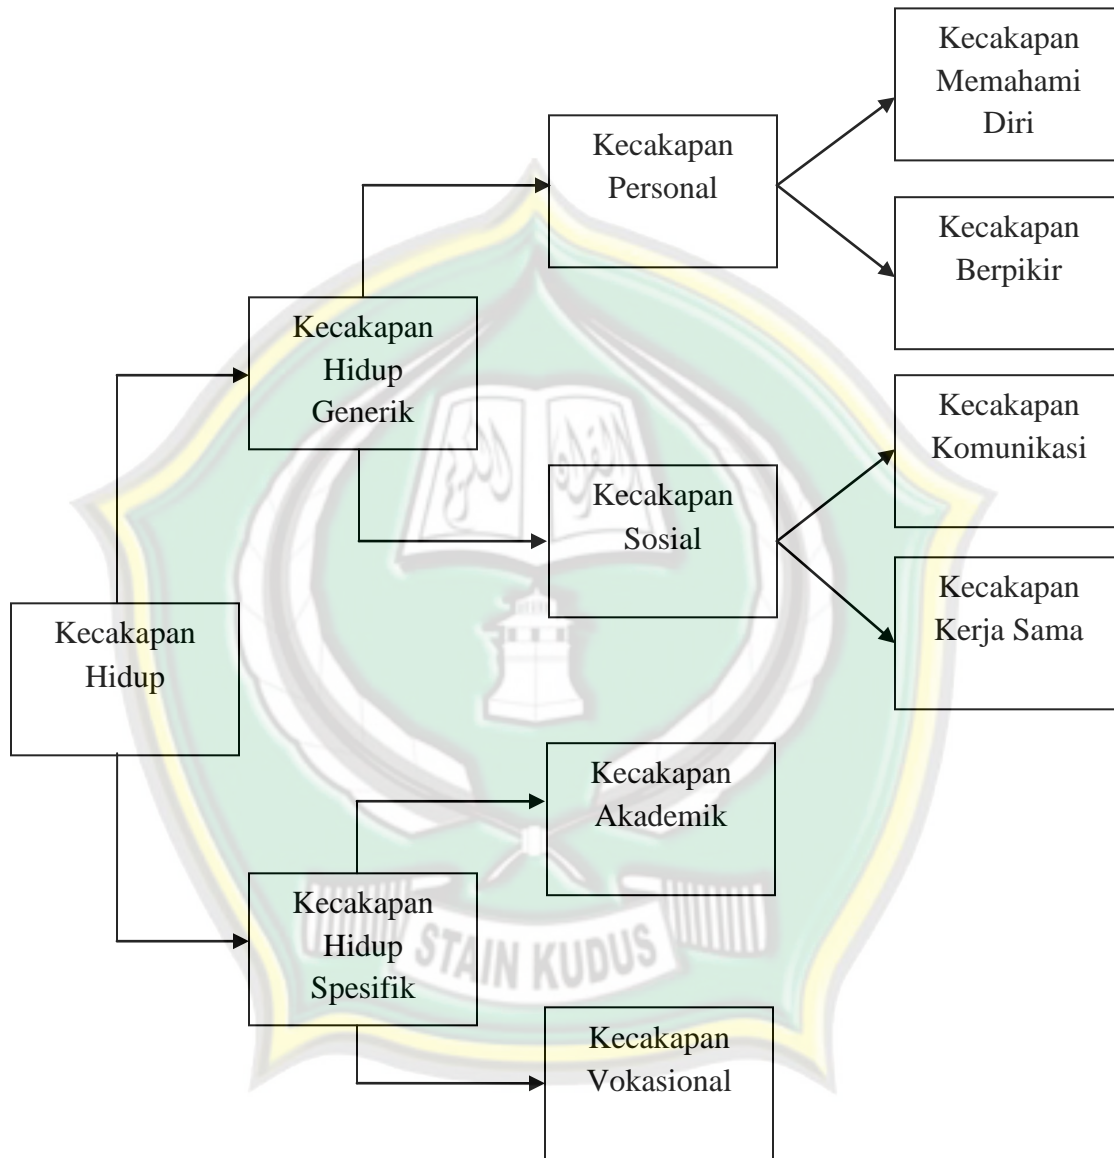 Kecakapan
Memahami
Diri
Kecakapan
Personal
Kecakapan
Berpikir
Kecakapan
Hidup
Generik
Kecakapan
Komunikasi
Kecakapan
Sosial
Kecakapan
Kerja Sama
Kecakapan
Hidup
Kecakapan
Akademik
Kecakapan
Hidup
Spesifik
STAIN KUDUS
Kecakapan
Vokasional